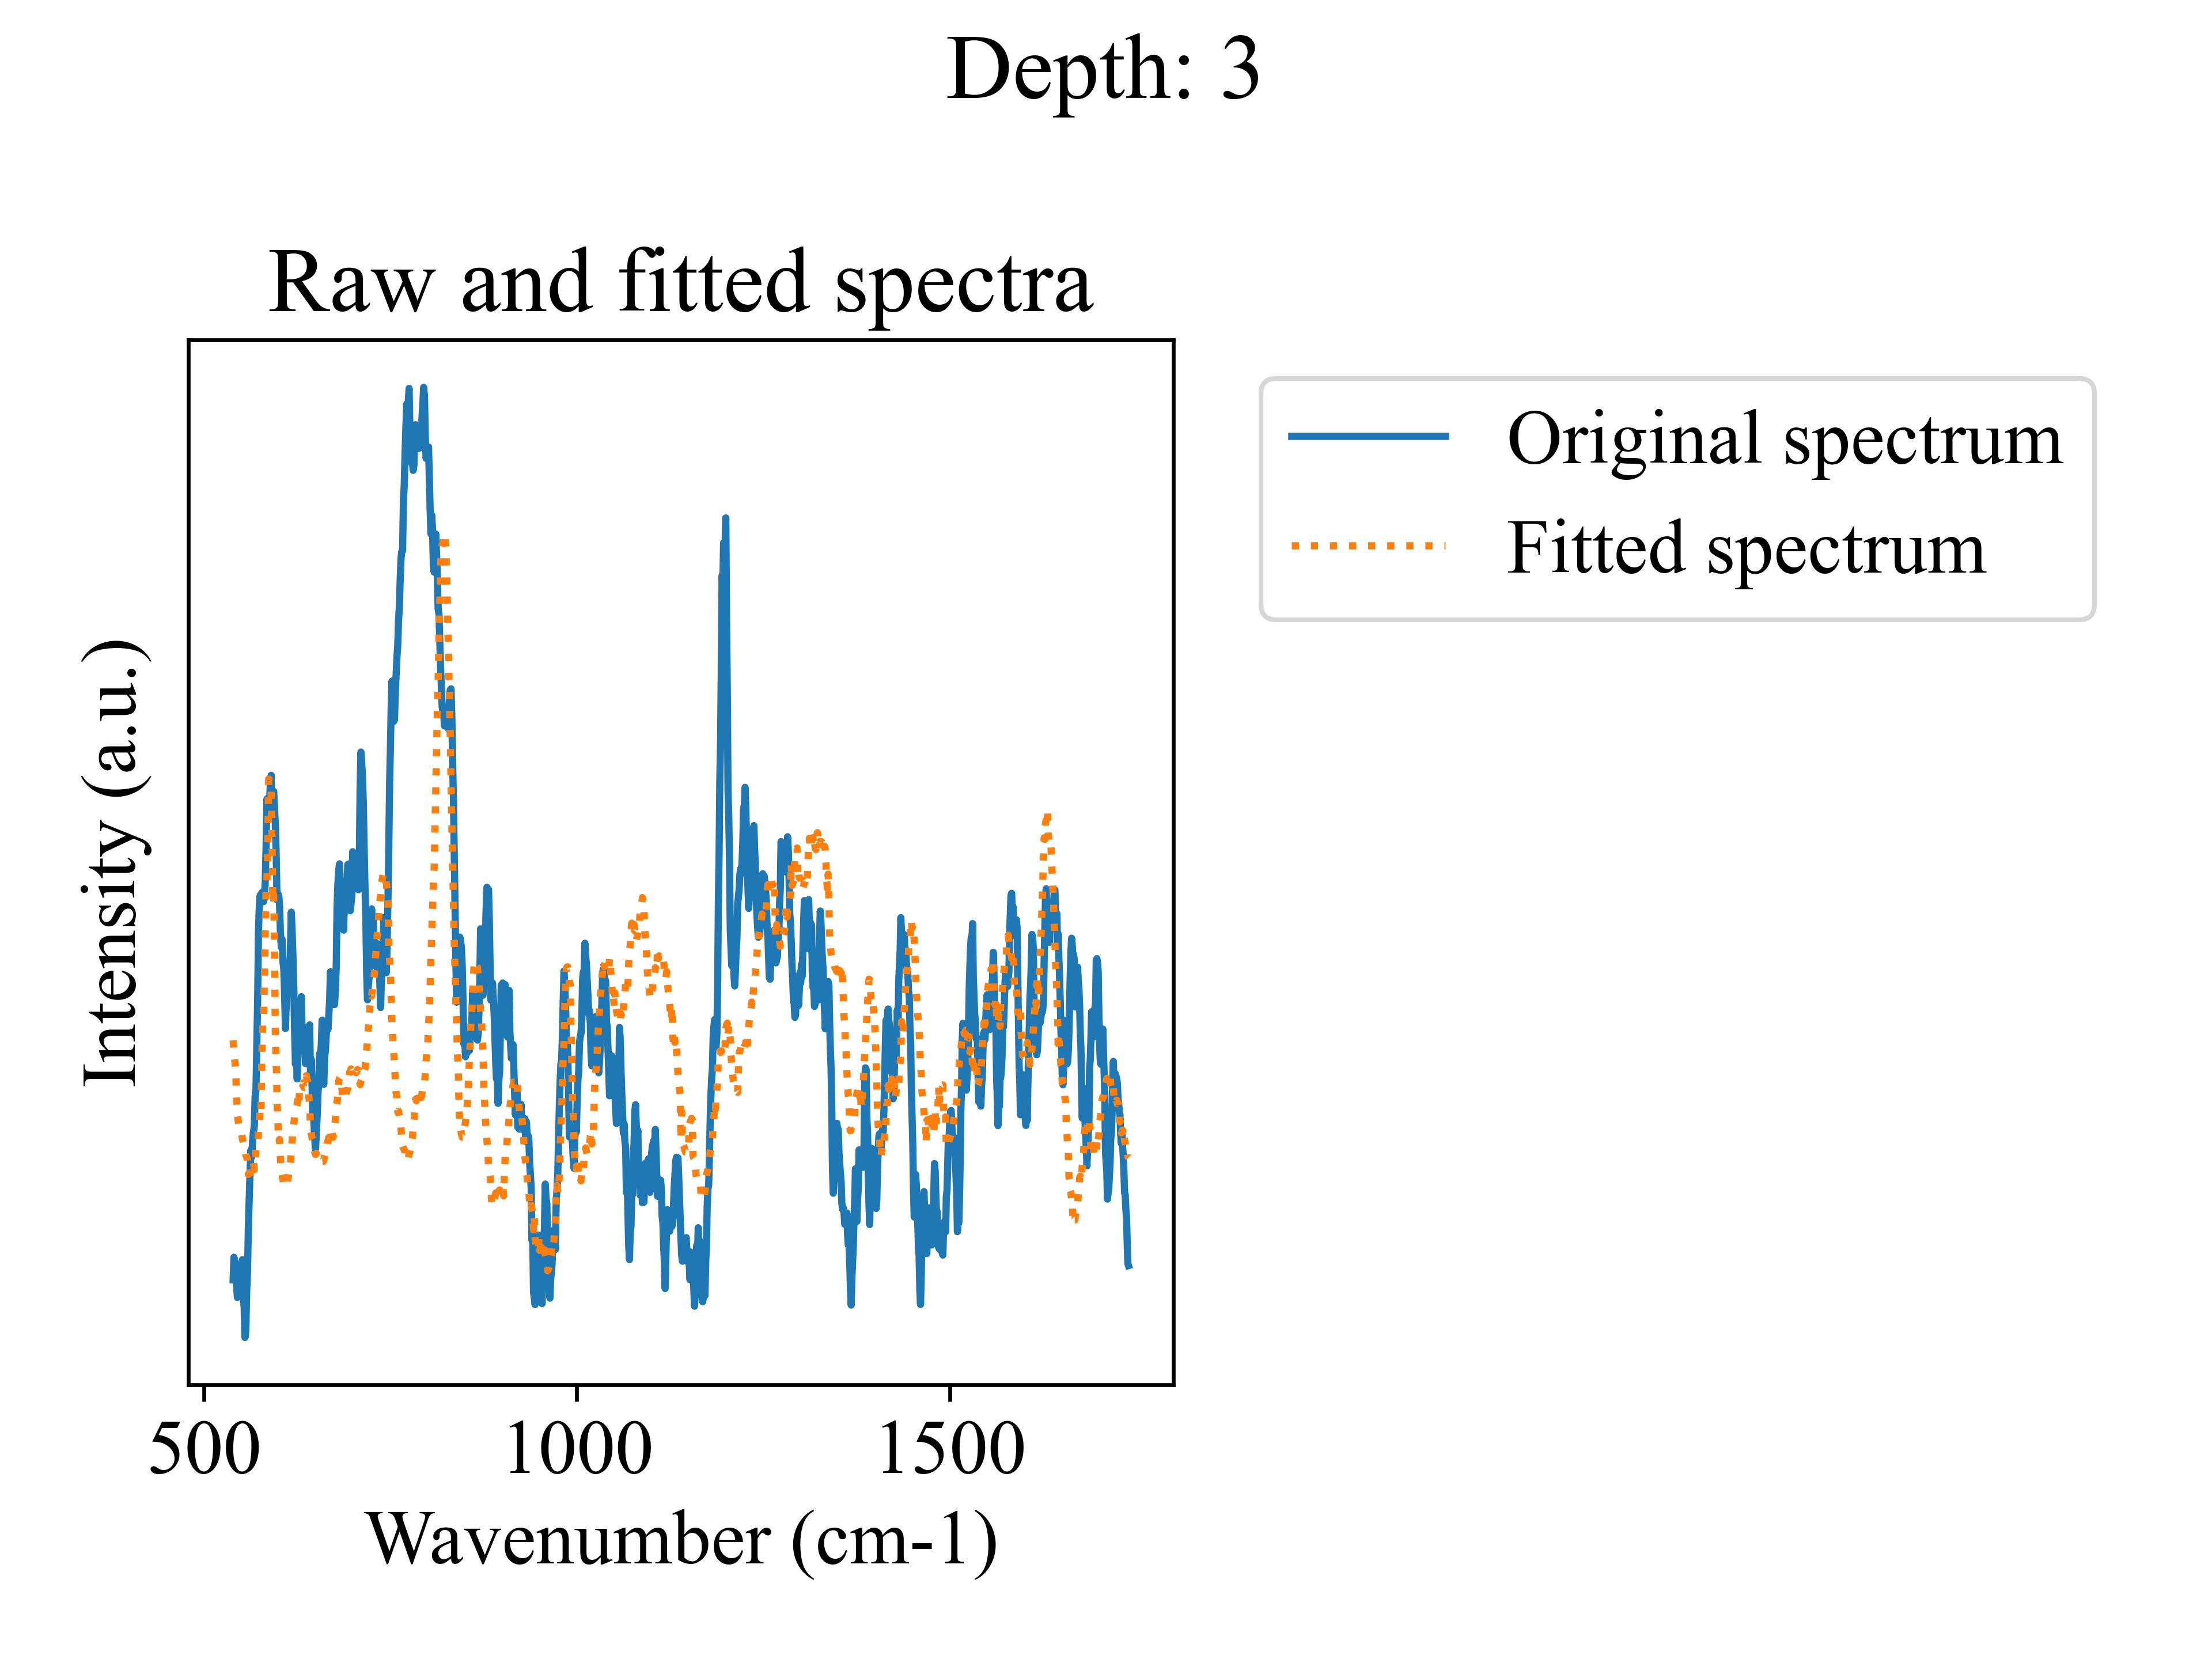 Depth: 3
Raw and fitted spectra
Original spectrum
Fitted spectrum
Intensity (a.u.)
500 1000 1500
Wavenumber (cm-1)